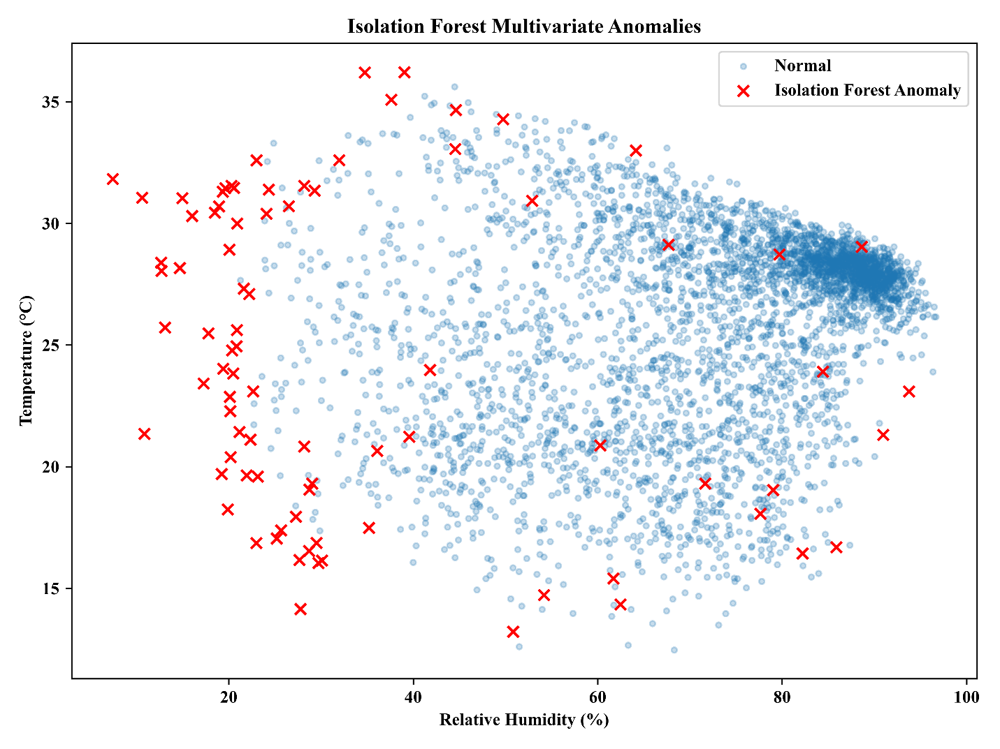 Isolation Forest Multivariate Anomalies
Normal
Isolation Forest Anomaly
35
30
25
20
15
Temperature (°C)
20
40
60
80
100
Relative Humidity (%)